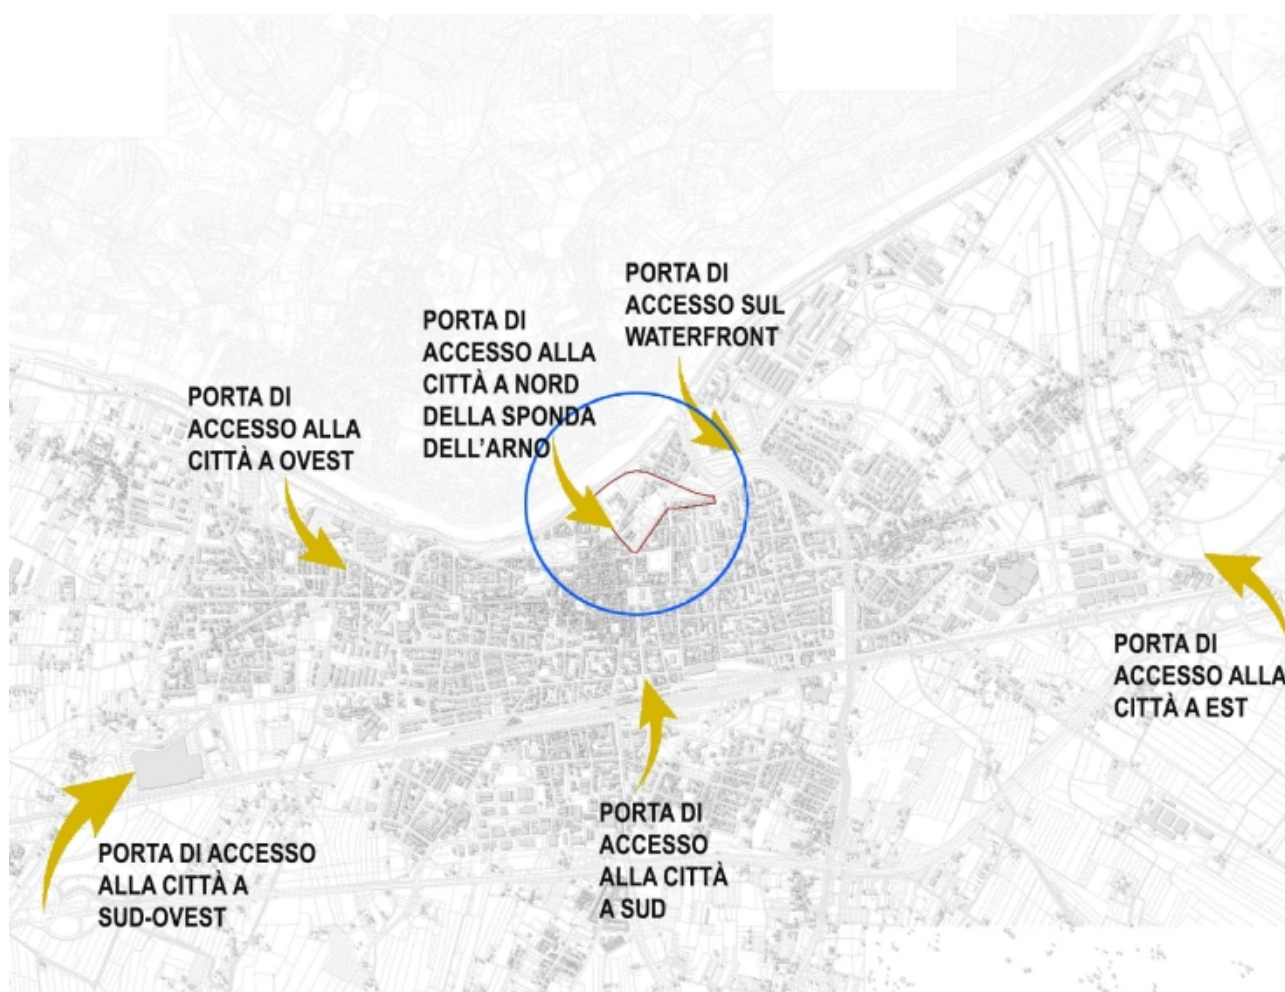 PORTA DI
ACCESSO SUL
WATERFRONT
PORTA DI
ACCESSO ALLA
CITTÀ A NORD
DELLA SPONDA
DELL'ARNO
PORTA DI
ACCESSO ALLA
CITTÀ A OVEST
PORTA DI
ACCESSO ALLA
CITTÀ A EST
PORTA DI
ACCESSO
ALLA CITTÀ
A SUD
PORTA DI ACCESSO
ALLA CITTÀ A
SUD-OVEST